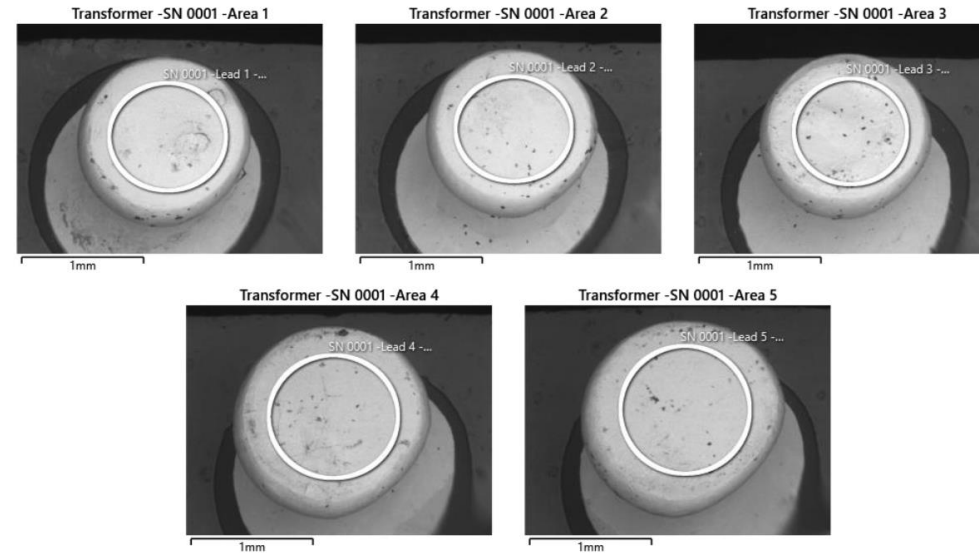 Transformer -SN 0001 -Area 1
SN 0001 -Lead 1 -...
1mm
Transformer -SN 0001 -Area 2
SN 0001 -Lead 2 -...
1mm
Transformer -SN 0001 -Area 3
SN 0001 -Lead 3 -...
1mm
Transformer -SN 0001 -Area 4
SN 0001 -Lead 4 -...
1mm
Transformer -SN 0001 -Area 5
SN 0001 -Lead 5 -...
1mm